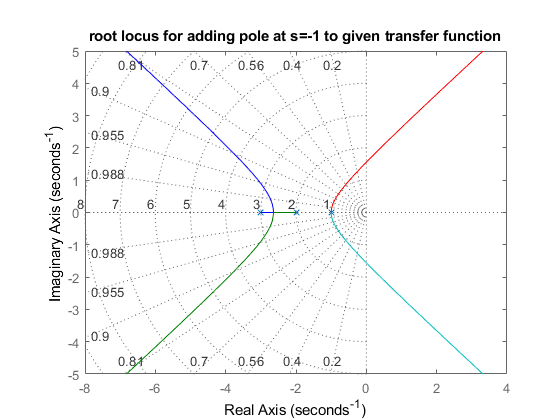 root locus for adding pole at s=-1 to given transfer function
5
0.81 0.7 0.56 0.4 0.2
4
0.9
3
0.955
2
0.988
1
8 7 6 5 4 3 2 1
0
-1
0.988
-2
0.955
-3
0.9
-4
0.81 0.7 0.56 0.4 0.2
-5
-8 -6 -4 -2 0 2 4
Real Axis (seconds⁻¹)
Imaginary Axis (seconds⁻¹)